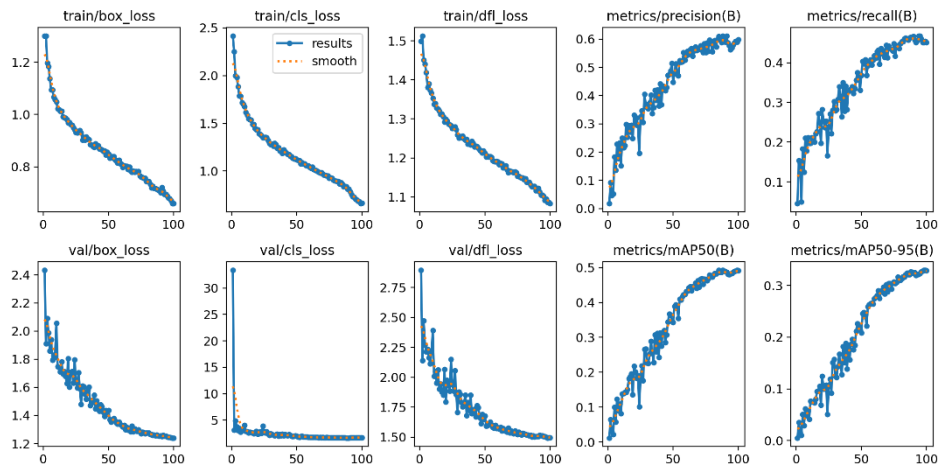 train/box_loss
train/cls_loss
train/dfl_loss
metrics/precision(B)
metrics/recall(B)
1.2
1.0
0.8
0 50 100
2.5
2.0
1.5
1.0
results
smooth
0 50 100
1.5
1.4
1.3
1.2
1.1
0 50 100
0.6
0.5
0.4
0.3
0.2
0.1
0.0
0 50 100
0.4
0.3
0.2
0.1
0 50 100
val/box_loss
val/cls_loss
val/dfl_loss
metrics/mAP50(B)
metrics/mAP50-95(B)
2.4
2.2
2.0
1.8
1.6
1.4
1.2
0 50 100
30
25
20
15
10
5
0 50 100
2.75
2.50
2.25
2.00
1.75
1.50
0 50 100
0.5
0.4
0.3
0.2
0.1
0.0
0 50 100
0.3
0.2
0.1
0.0
0 50 100